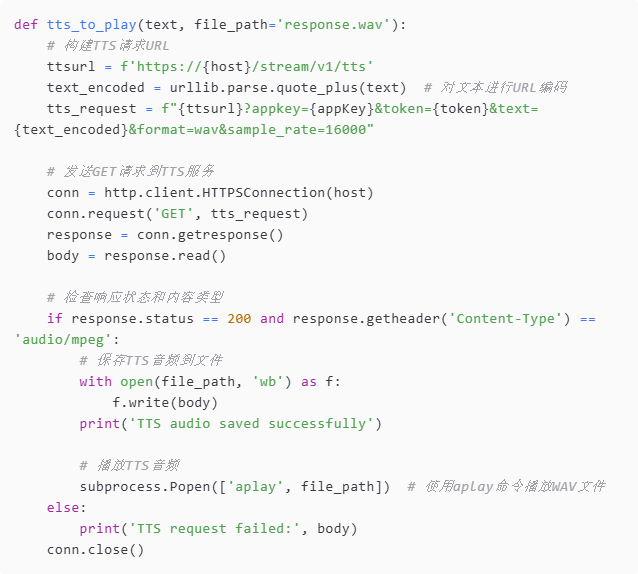 def tts_to_play(text, file_path='response.wav'):
    # 构建TTS请求URL
    ttsurl = f'https://{host}/stream/v1/tts'
    text_encoded = urllib.parse.quote_plus(text)  # 对文本进行URL编码
    tts_request = f"{ttsurl}?appkey={appKey}&token={token}&text=
{text_encoded}&format=wav&sample_rate=16000"
    # 发送GET请求到TTS服务
    conn = http.client.HTTPSConnection(host)
    conn.request('GET', tts_request)
    response = conn.getresponse()
    body = response.read()
    # 检查响应状态和内容类型
    if response.status == 200 and response.getheader('Content-Type') ==
'audio/mpeg':
        # 保存TTS音频到文件
        with open(file_path, 'wb') as f:
            f.write(body)
        print('TTS audio saved successfully')
        # 播放TTS音频
        subprocess.Popen(['aplay', file_path])  # 使用aplay命令播放WAV文件
    else:
        print('TTS request failed:', body)
    conn.close()